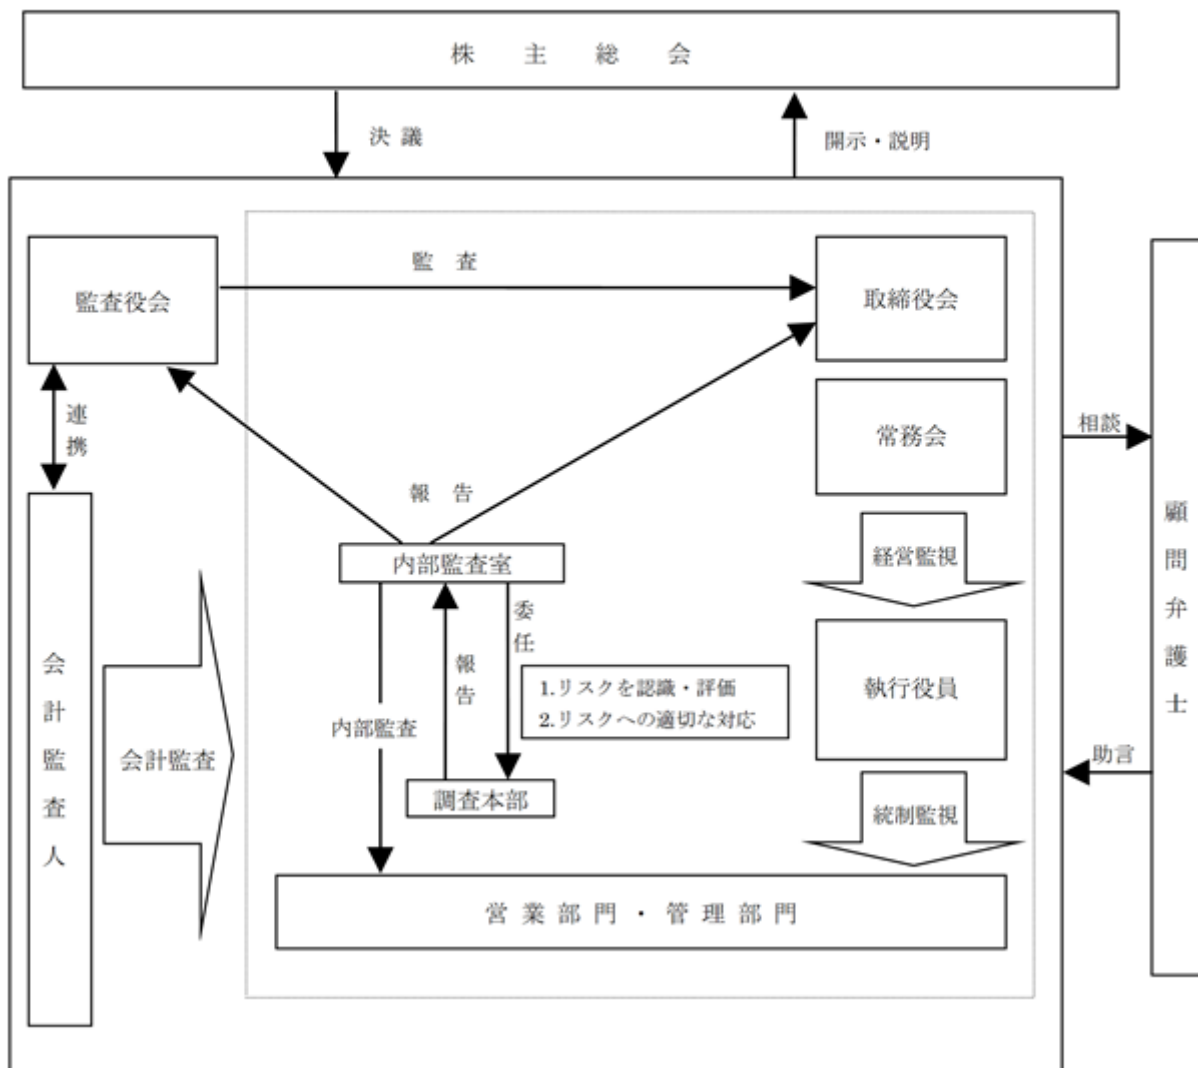 株主総会
決議
開示・説明
監査役会
監査
取締役会
連携
常務会
相談
報告
内部監査室
経営監視
顧問弁護士
委任
報告
1.リスクを認識・評価
2.リスクへの適切な対応
執行役員
会計監査人
会計監査
内部監査
助言
調査本部
統制監視
営業部門・管理部門